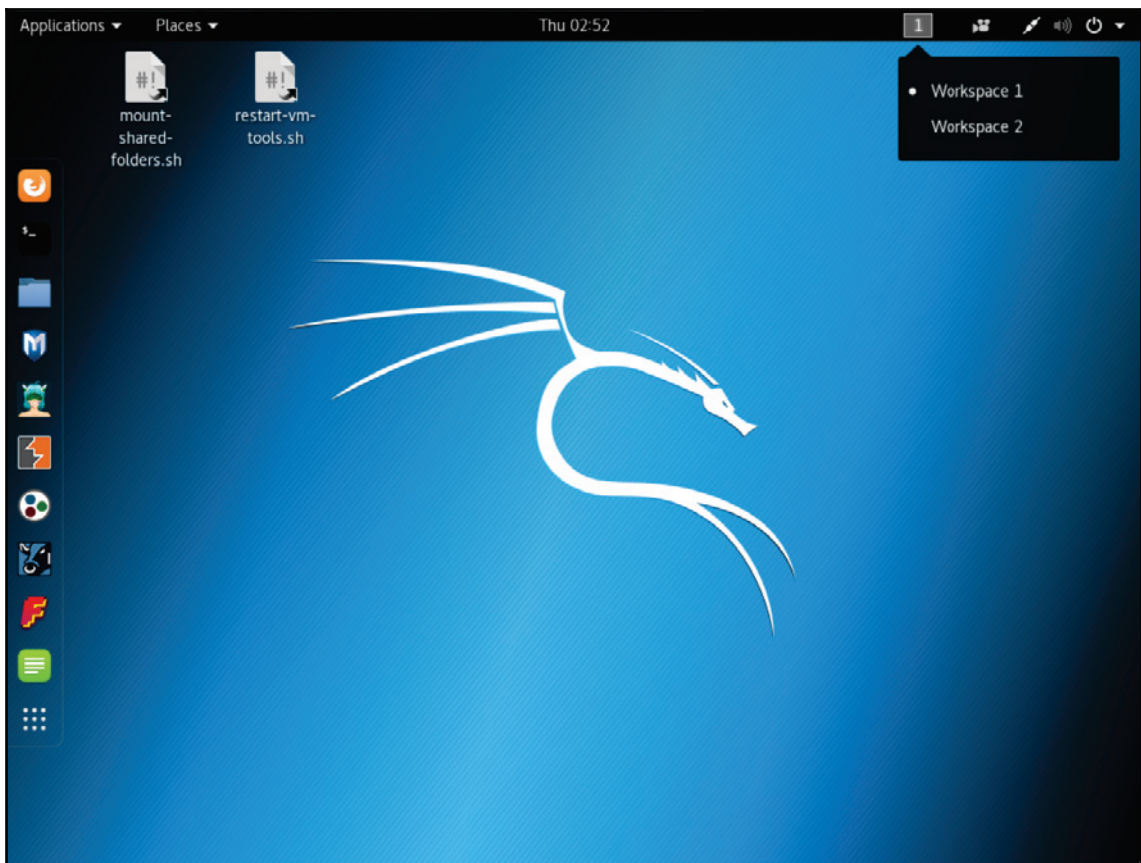 Applications Places Thu 02:52 1
mount-
shared-
folders.sh
restart-vm-
tools.sh
Workspace 1
Workspace 2
#!
#!
$_
M
F